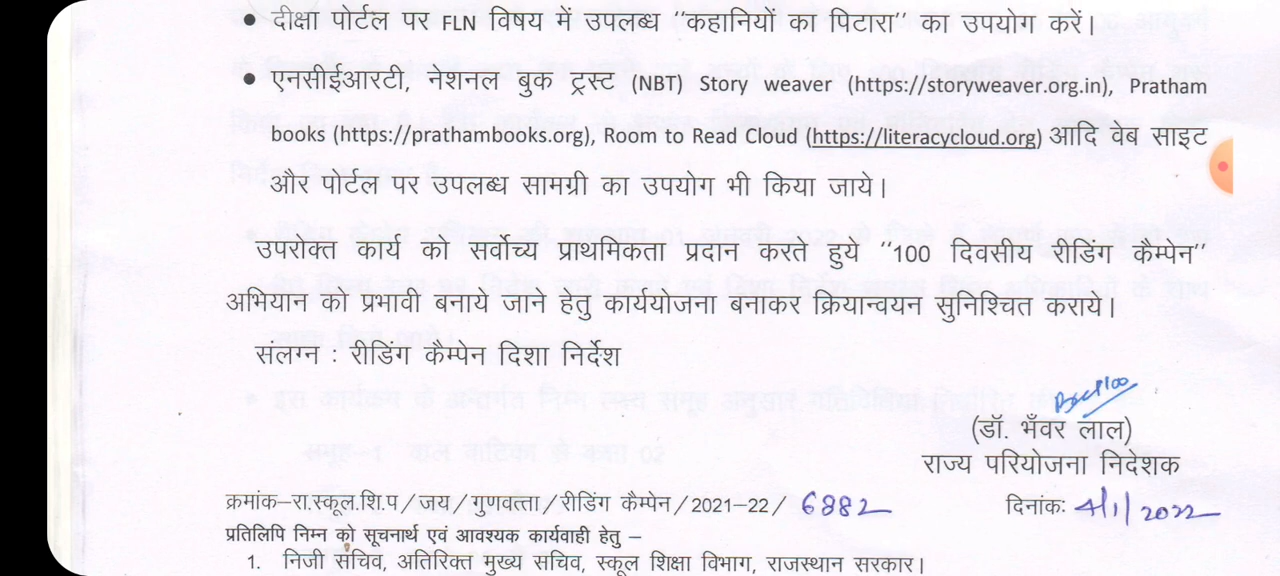 • दीक्षा पोर्टल पर FLN विषय में उपलब्ध "कहानियों का पिटारा" का उपयोग करें।
• एनसीईआरटी, नेशनल बुक ट्रस्ट (NBT) Story weaver (https://storyweaver.org.in), Pratham
books (https://prathambooks.org), Room to Read Cloud (https://literacycloud.org) आदि वेब साइट
और पोर्टल पर उपलब्ध सामग्री का उपयोग भी किया जाये।
उपरोक्त कार्य को सर्वोच्य प्राथमिकता प्रदान करते हुये "100 दिवसीय रीडिंग कैम्पेन"
अभियान को प्रभावी बनाये जाने हेतु कार्ययोजना बनाकर क्रियान्वयन सुनिश्चित कराये।
सलग्न : रीडिंग कैम्पेन दिशा निर्देश
(डॉ. भँवर लाल)
राज्य परियोजना निदेशक
क्रमांक–रा.स्कूल.शि.प/जय/गुणवत्ता/रीडिंग कैम्पेन/2021–22/ 6882
दिनांक: 4/1/2022
प्रतिलिपि निम्न को सूचनार्थ एवं आवश्यक कार्यवाही हेतु –
1. निजी सचिव, अतिरिक्त मुख्य सचिव, स्कूल शिक्षा विभाग, राजस्थान सरकार।